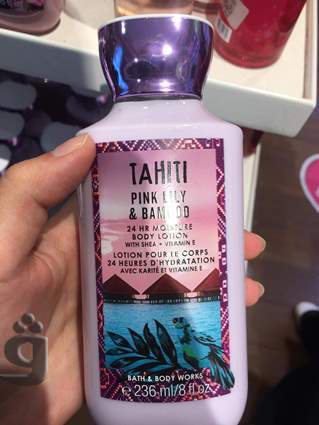 TAHITI
PINK LILY
& BAMBOO
24 HR MOISTURE
BODY LOTION
WITH SHEA + VITAMIN E
LOTION POUR LE CORPS
24 HEURES D'HYDRATATION
AVEC KARITÉ ET VITAMINE E
BATH & BODY WORKS
e 236 ml/8 fl oz